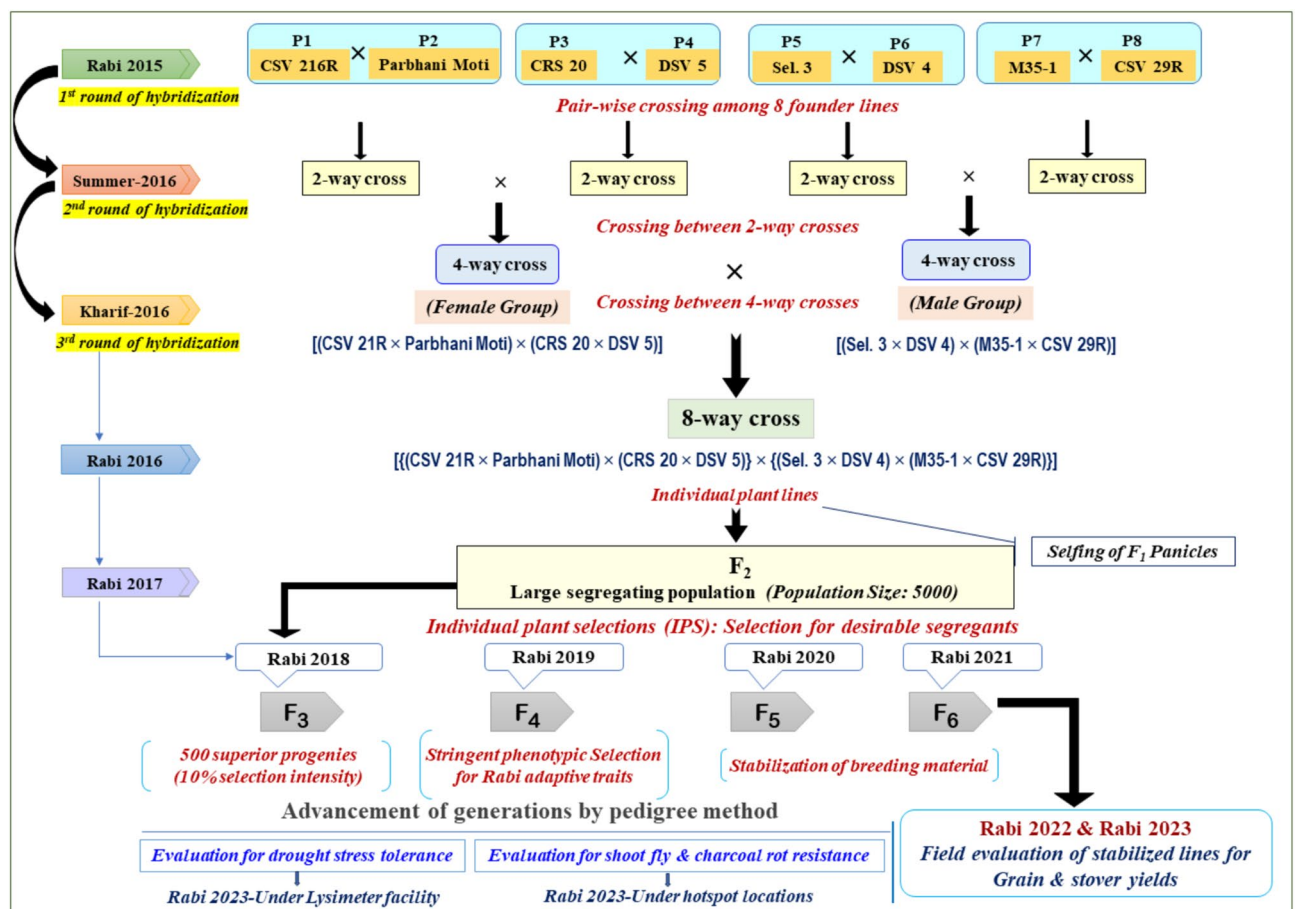 P1 P2 P3 P4 P5 P6 P7 P8
Rabi 2015 CSV 216R × Parbhani Moti CRS 20 × DSV 5 Sel. 3 × DSV 4 M35-1 × CSV 29R
1st round of hybridization
Pair-wise crossing among 8 founder lines
Summer-2016 2-way cross × 2-way cross 2-way cross × 2-way cross
2nd round of hybridization
Crossing between 2-way crosses
4-way cross × 4-way cross
Kharif-2016 (Female Group) Crossing between 4-way crosses (Male Group)
3rd round of hybridization
[(CSV 21R × Parbhani Moti) × (CRS 20 × DSV 5)] [(Sel. 3 × DSV 4) × (M35-1 × CSV 29R)]
8-way cross
Rabi 2016 [{(CSV 21R × Parbhani Moti) × (CRS 20 × DSV 5)} × {(Sel. 3 × DSV 4) × (M35-1 × CSV 29R)}]
Individual plant lines
Selfing of F1 Panicles
Rabi 2017 F2
Large segregating population (Population Size: 5000)
Individual plant selections (IPS): Selection for desirable segregants
Rabi 2018 Rabi 2019 Rabi 2020 Rabi 2021
F3 F4 F5 F6
500 superior progenies
(10% selection intensity)
Stringent phenotypic Selection
for Rabi adaptive traits
Stabilization of breeding material
Advancement of generations by pedigree method
Evaluation for drought stress tolerance
Rabi 2023-Under Lysimeter facility
Evaluation for shoot fly & charcoal rot resistance
Rabi 2023-Under hotspot locations
Rabi 2022 & Rabi 2023
Field evaluation of stabilized lines for
Grain & stover yields